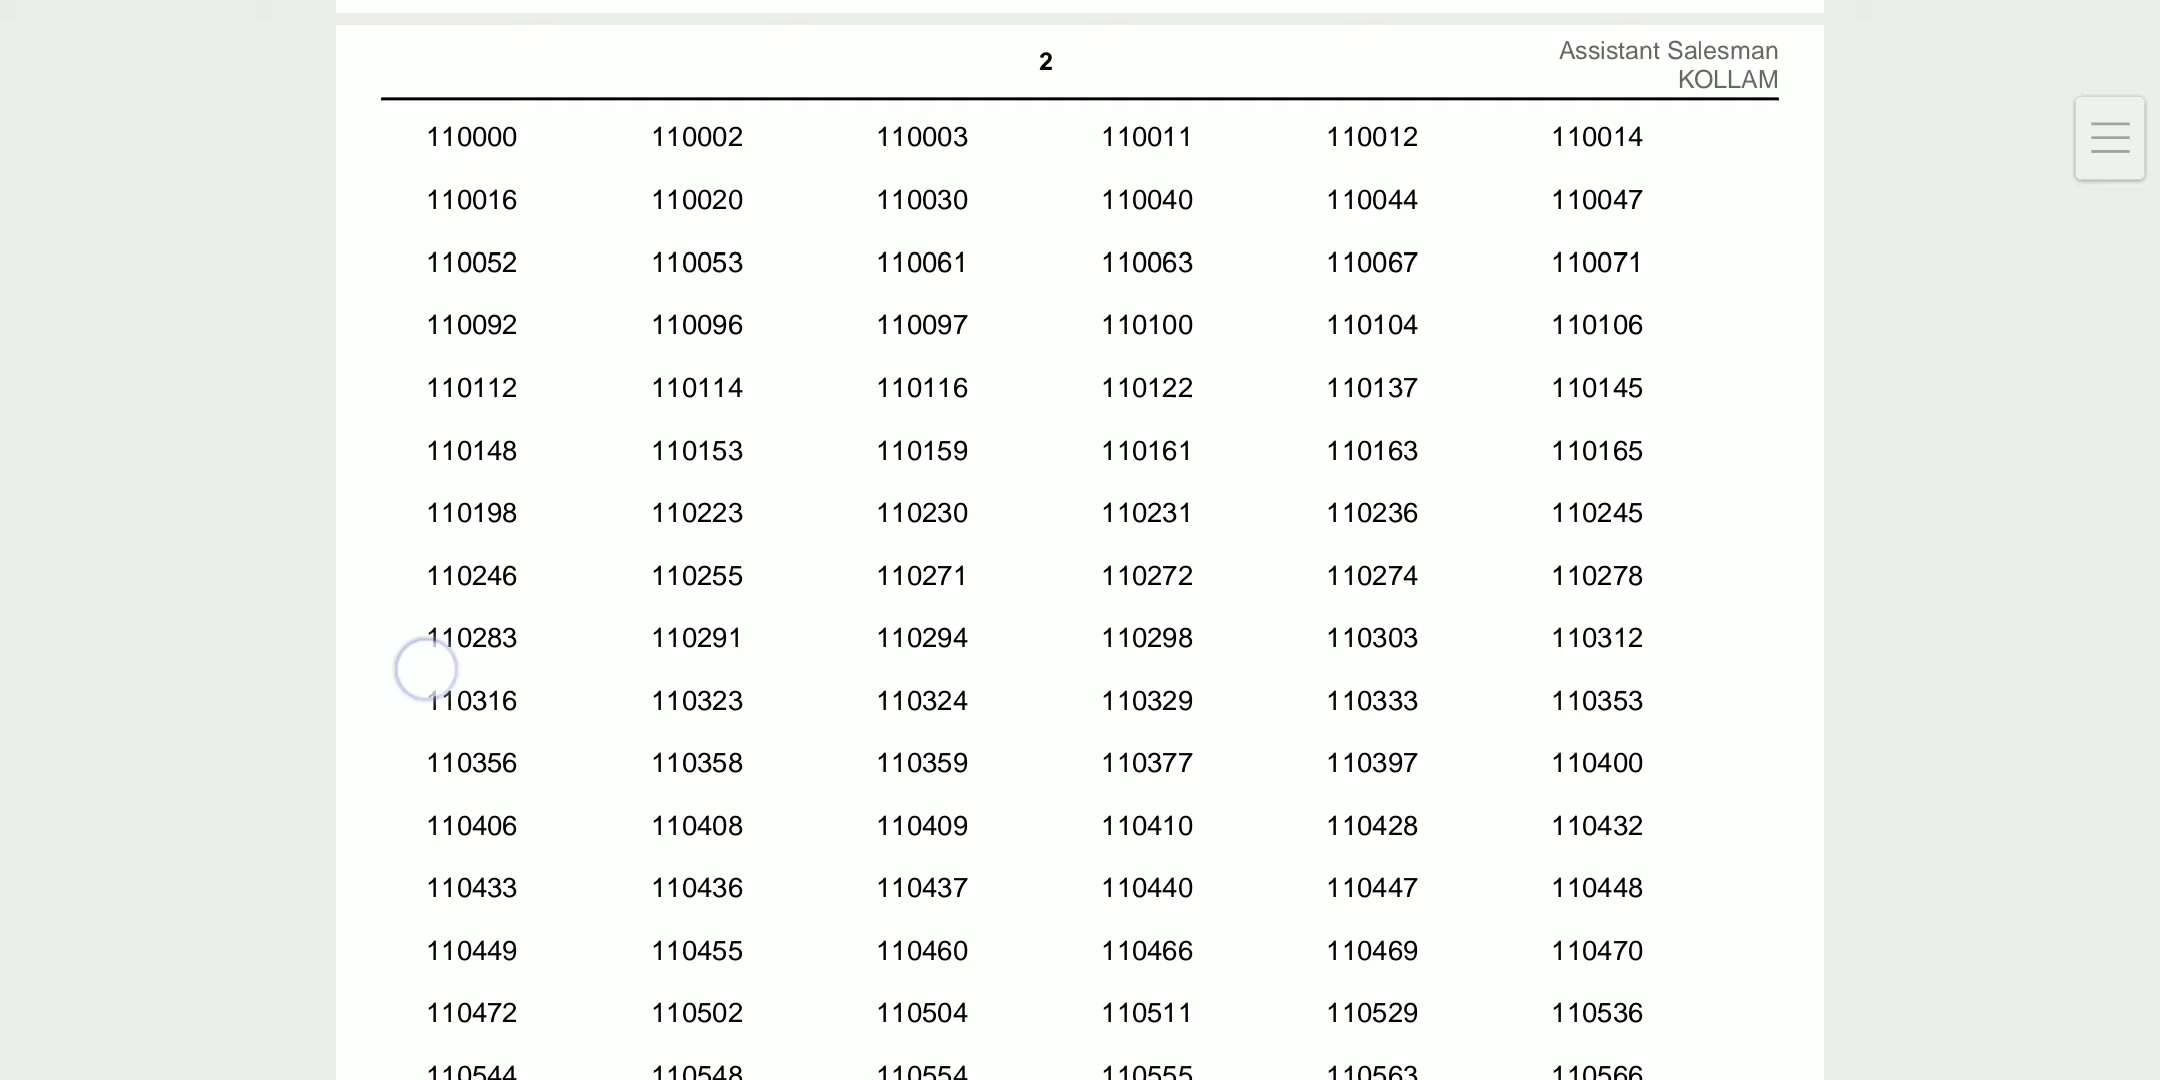 2
Assistant Salesman
KOLLAM
110000 110002 110003 110011 110012 110014
110016 110020 110030 110040 110044 110047
110052 110053 110061 110063 110067 110071
110092 110096 110097 110100 110104 110106
110112 110114 110116 110122 110137 110145
110148 110153 110159 110161 110163 110165
110198 110223 110230 110231 110236 110245
110246 110255 110271 110272 110274 110278
110283 110291 110294 110298 110303 110312
110316 110323 110324 110329 110333 110353
110356 110358 110359 110377 110397 110400
110406 110408 110409 110410 110428 110432
110433 110436 110437 110440 110447 110448
110449 110455 110460 110466 110469 110470
110472 110502 110504 110511 110529 110536
110544 110548 110554 110555 110563 110566